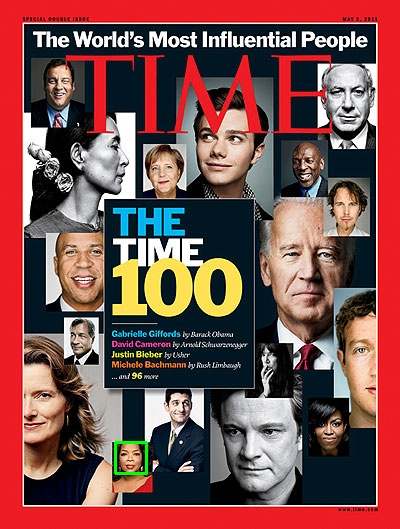 SPECIAL DOUBLE ISSUE
MAY 2, 2011
The World's Most Influential People
TIME
THE
TIME
100
Gabrielle Giffords by Barack Obama
David Cameron by Arnold Schwarzenegger
Justin Bieber by Usher
Michele Bachmann by Rush Limbaugh
... and 96 more
www.time.com